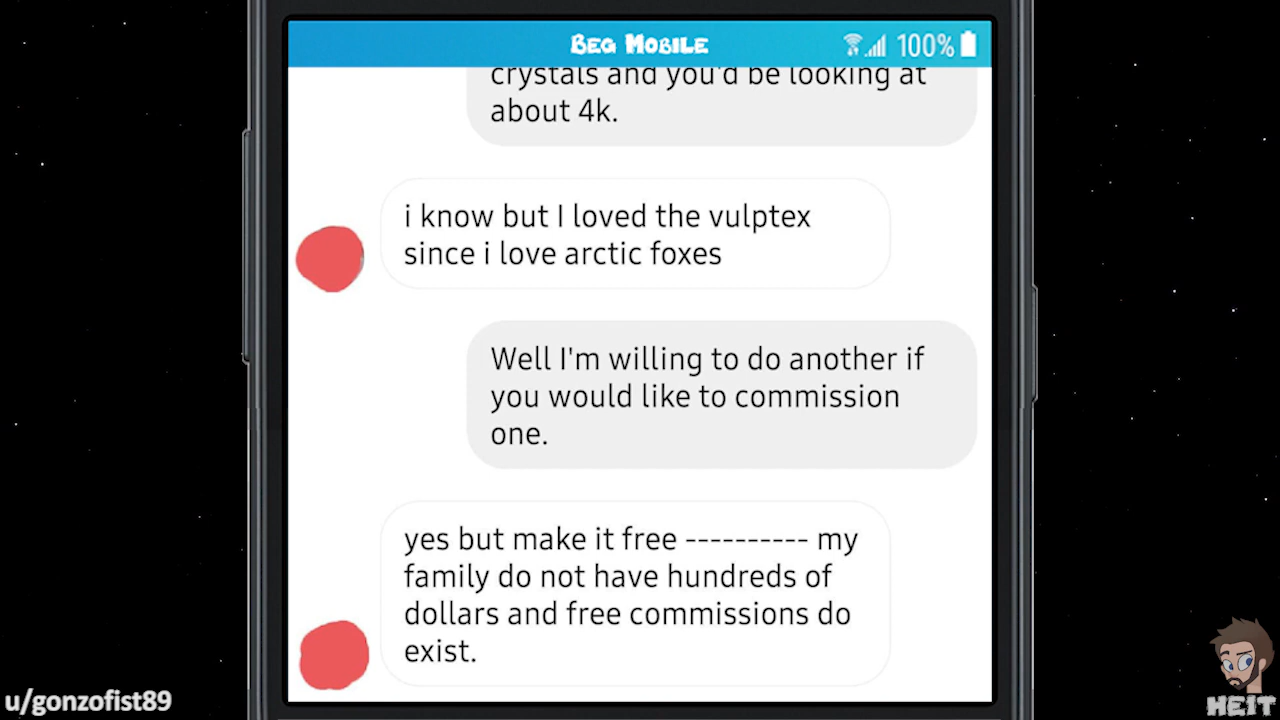 Beg Mobile
100%
crystals and you'd be looking at
about 4k.
i know but I loved the vulptex
since i love arctic foxes
Well I'm willing to do another if
you would like to commission
one.
yes but make it free ---------- my
family do not have hundreds of
dollars and free commissions do
exist.
u/gonzofist89
HEIT